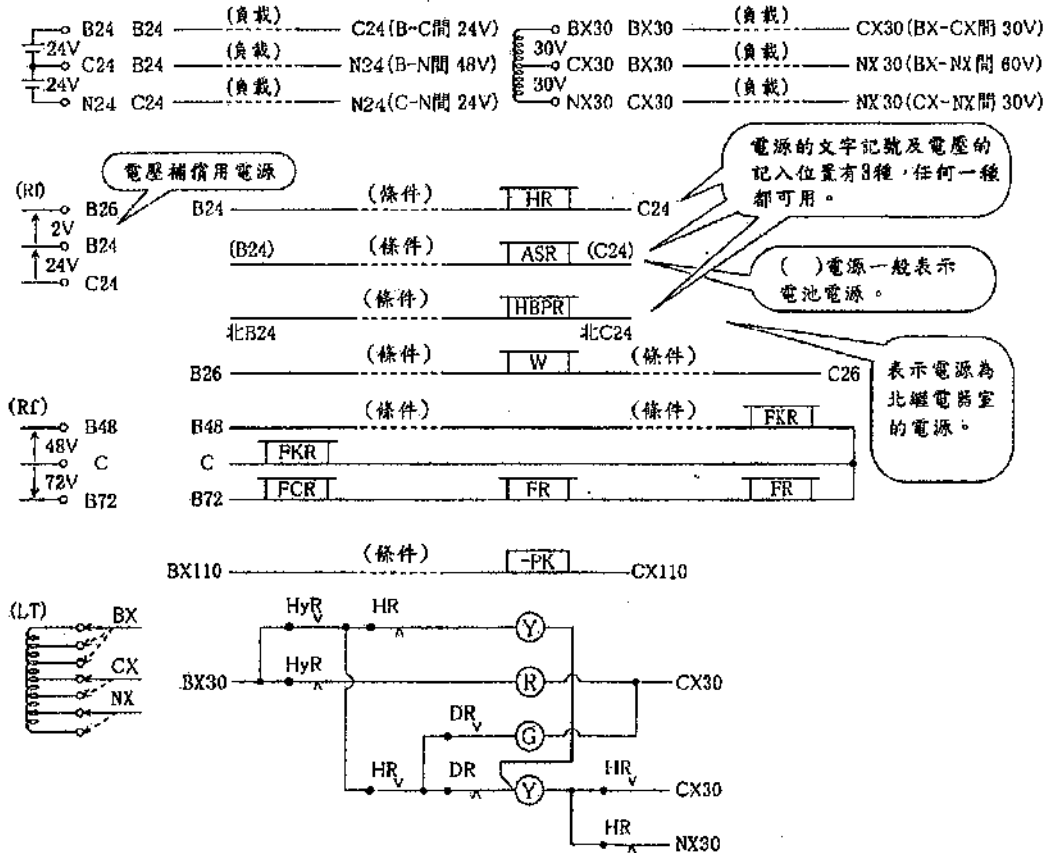 B24 B24 (負載) C24(B-C間 24V) BX30 BX30 (負載) CX30(BX-CX間 30V)
24V 30V
C24 B24 (負載) N24(B-N間 48V) CX30 BX30 (負載) NX30(BX-NX間 60V)
24V 30V
N24 C24 (負載) N24(C-N間 24V) NX30 CX30 (負載) NX30(CX-NX間 30V)
電壓補償用電源
電源的文字記號及電壓的
記入位置有3種,任何一種
都可用。
(Rf)
B26
2V
B24
24V
C24
B24 (條件) HR C24
(B24) (條件) ASR (C24)
( )電源一般表示
電池電源。
(條件) HBPR
北B24 北C24
B26 (條件) W (條件) C26
表示電源為
北繼電器室
的電源。
(Rf)
B48
48V
C
72V
B72
B48 (條件) (條件) FKR
C FKR
B72 FCR FR FR
BX110 (條件) -PK CX110
(LT)
BX
CX
NX
HyR HR Y
BX30 HyR R CX30
DR G
HR DR Y HR CX30
HR NX30